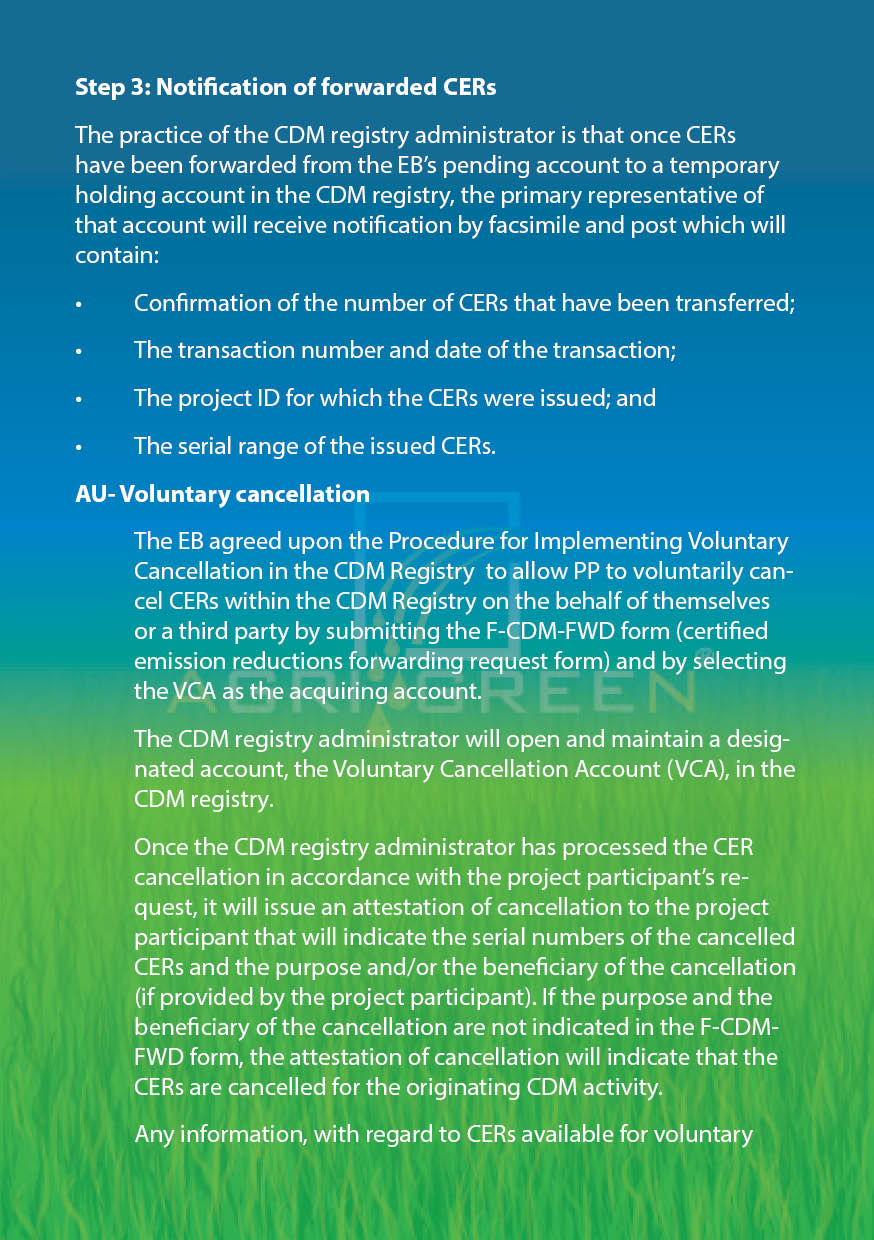 Step 3: Notification of forwarded CERs
The practice of the CDM registry administrator is that once CERs
have been forwarded from the EB’s pending account to a temporary
holding account in the CDM registry, the primary representative of
that account will receive notification by facsimile and post which will
contain:
• Confirmation of the number of CERs that have been transferred;
• The transaction number and date of the transaction;
• The project ID for which the CERs were issued; and
• The serial range of the issued CERs.
AU- Voluntary cancellation
The EB agreed upon the Procedure for Implementing Voluntary
Cancellation in the CDM Registry  to allow PP to voluntarily can-
cel CERs within the CDM Registry on the behalf of themselves
or a third party by submitting the F-CDM-FWD form (certified
emission reductions forwarding request form) and by selecting
the VCA as the acquiring account.
AGRIGREEN®
The CDM registry administrator will open and maintain a desig-
nated account, the Voluntary Cancellation Account (VCA), in the
CDM registry.
Once the CDM registry administrator has processed the CER
cancellation in accordance with the project participant’s re-
quest, it will issue an attestation of cancellation to the project
participant that will indicate the serial numbers of the cancelled
CERs and the purpose and/or the beneficiary of the cancellation
(if provided by the project participant). If the purpose and the
beneficiary of the cancellation are not indicated in the F-CDM-
FWD form, the attestation of cancellation will indicate that the
CERs are cancelled for the originating CDM activity.
Any information, with regard to CERs available for voluntary